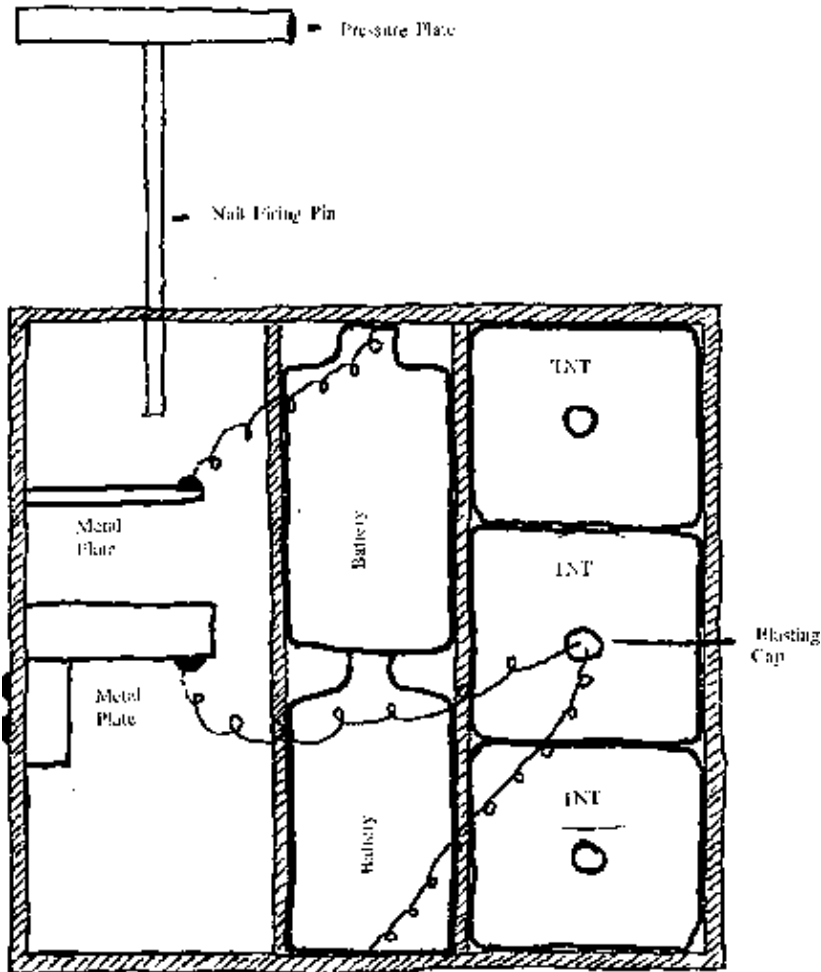 Pressure Plate
Nail Firing Pin
TNT
Metal
Plate
Battery
TNT
Blasting
Cap
Metal
Plate
Battery
TNT